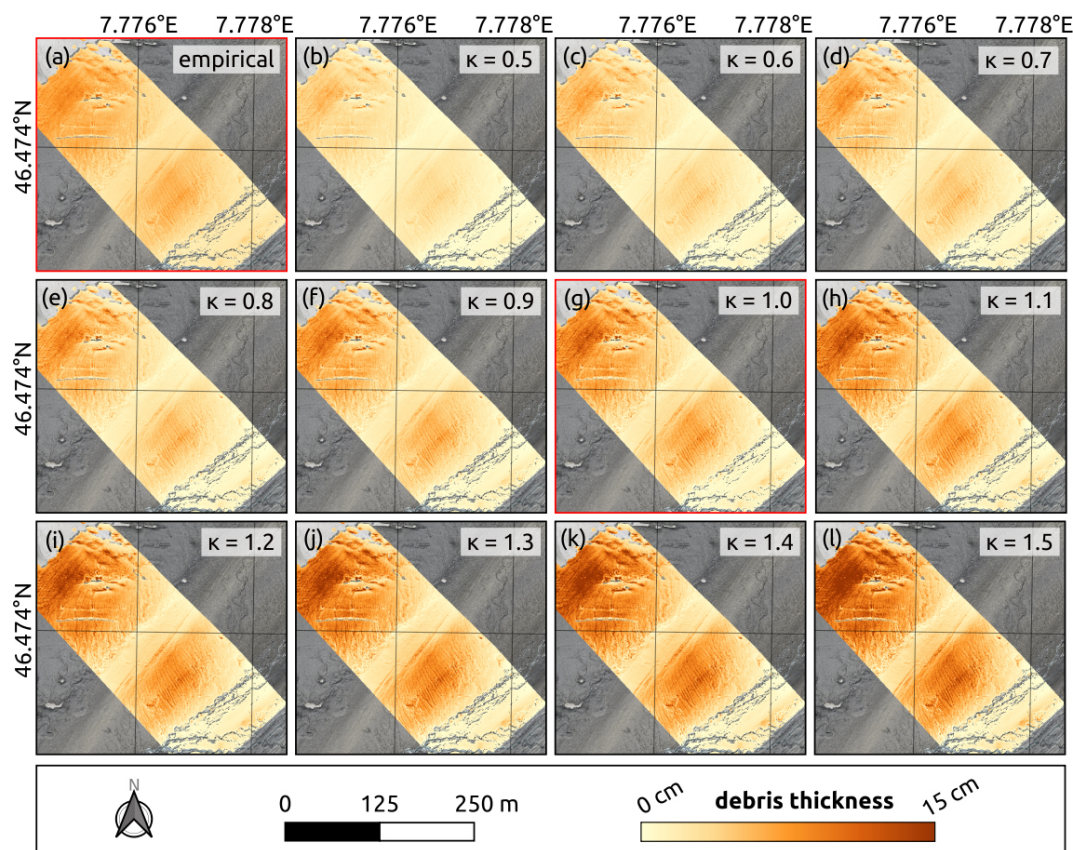 7.776°E 7.778°E 7.776°E 7.778°E 7.776°E 7.778°E 7.776°E 7.778°E
46.474°N
(a) empirical
(b) κ = 0.5
(c) κ = 0.6
(d) κ = 0.7
46.474°N
(e) κ = 0.8
(f) κ = 0.9
(g) κ = 1.0
(h) κ = 1.1
46.474°N
(i) κ = 1.2
(j) κ = 1.3
(k) κ = 1.4
(l) κ = 1.5
N
0 125 250 m
0 cm debris thickness 15 cm